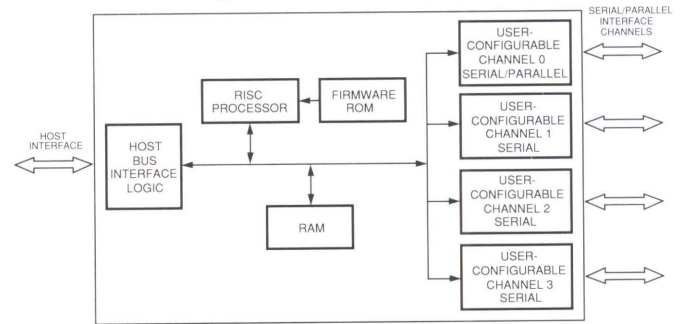 SERIAL/PARALLEL
INTERFACE
CHANNELS
USER-
CONFIGURABLE
CHANNEL 0
SERIAL/PARALLEL
RISC
PROCESSOR
FIRMWARE
ROM
USER-
CONFIGURABLE
CHANNEL 1
SERIAL
HOST
INTERFACE
HOST
BUS
INTERFACE
LOGIC
USER-
CONFIGURABLE
CHANNEL 2
SERIAL
RAM
USER-
CONFIGURABLE
CHANNEL 3
SERIAL